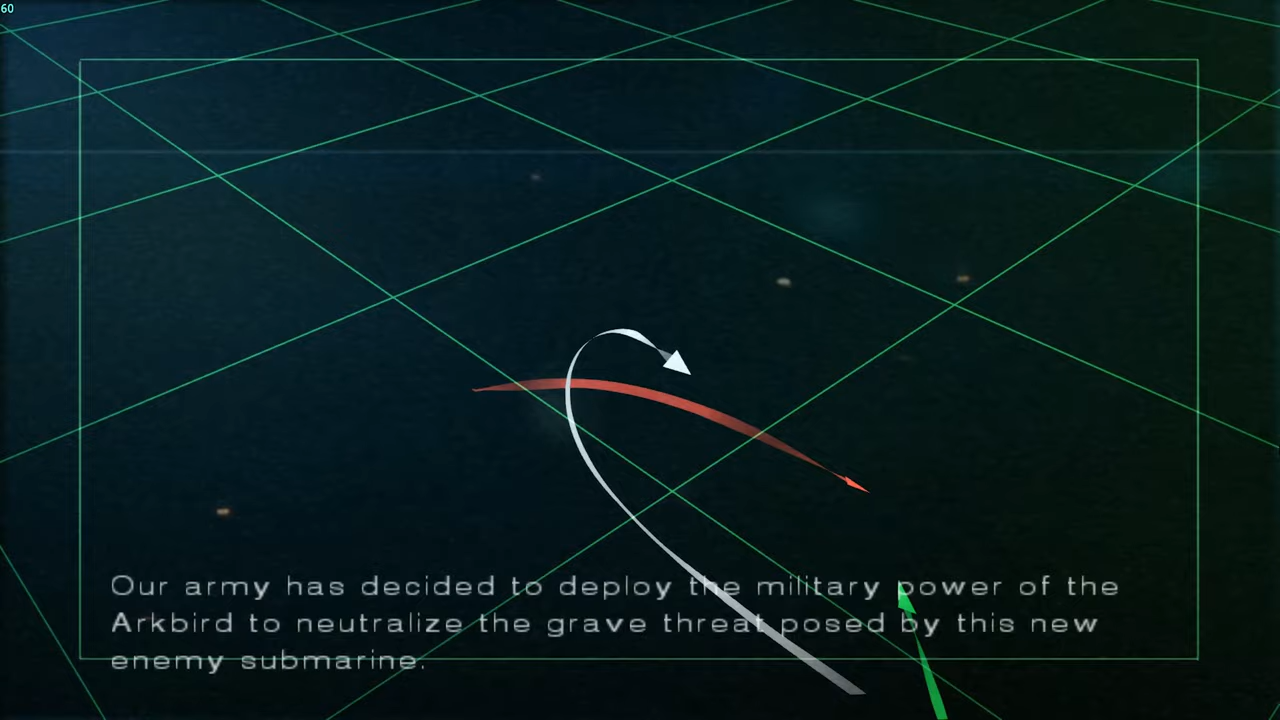 60
Our army has decided to deploy the military power of the
Arkbird to neutralize the grave threat posed by this new
enemy submarine.